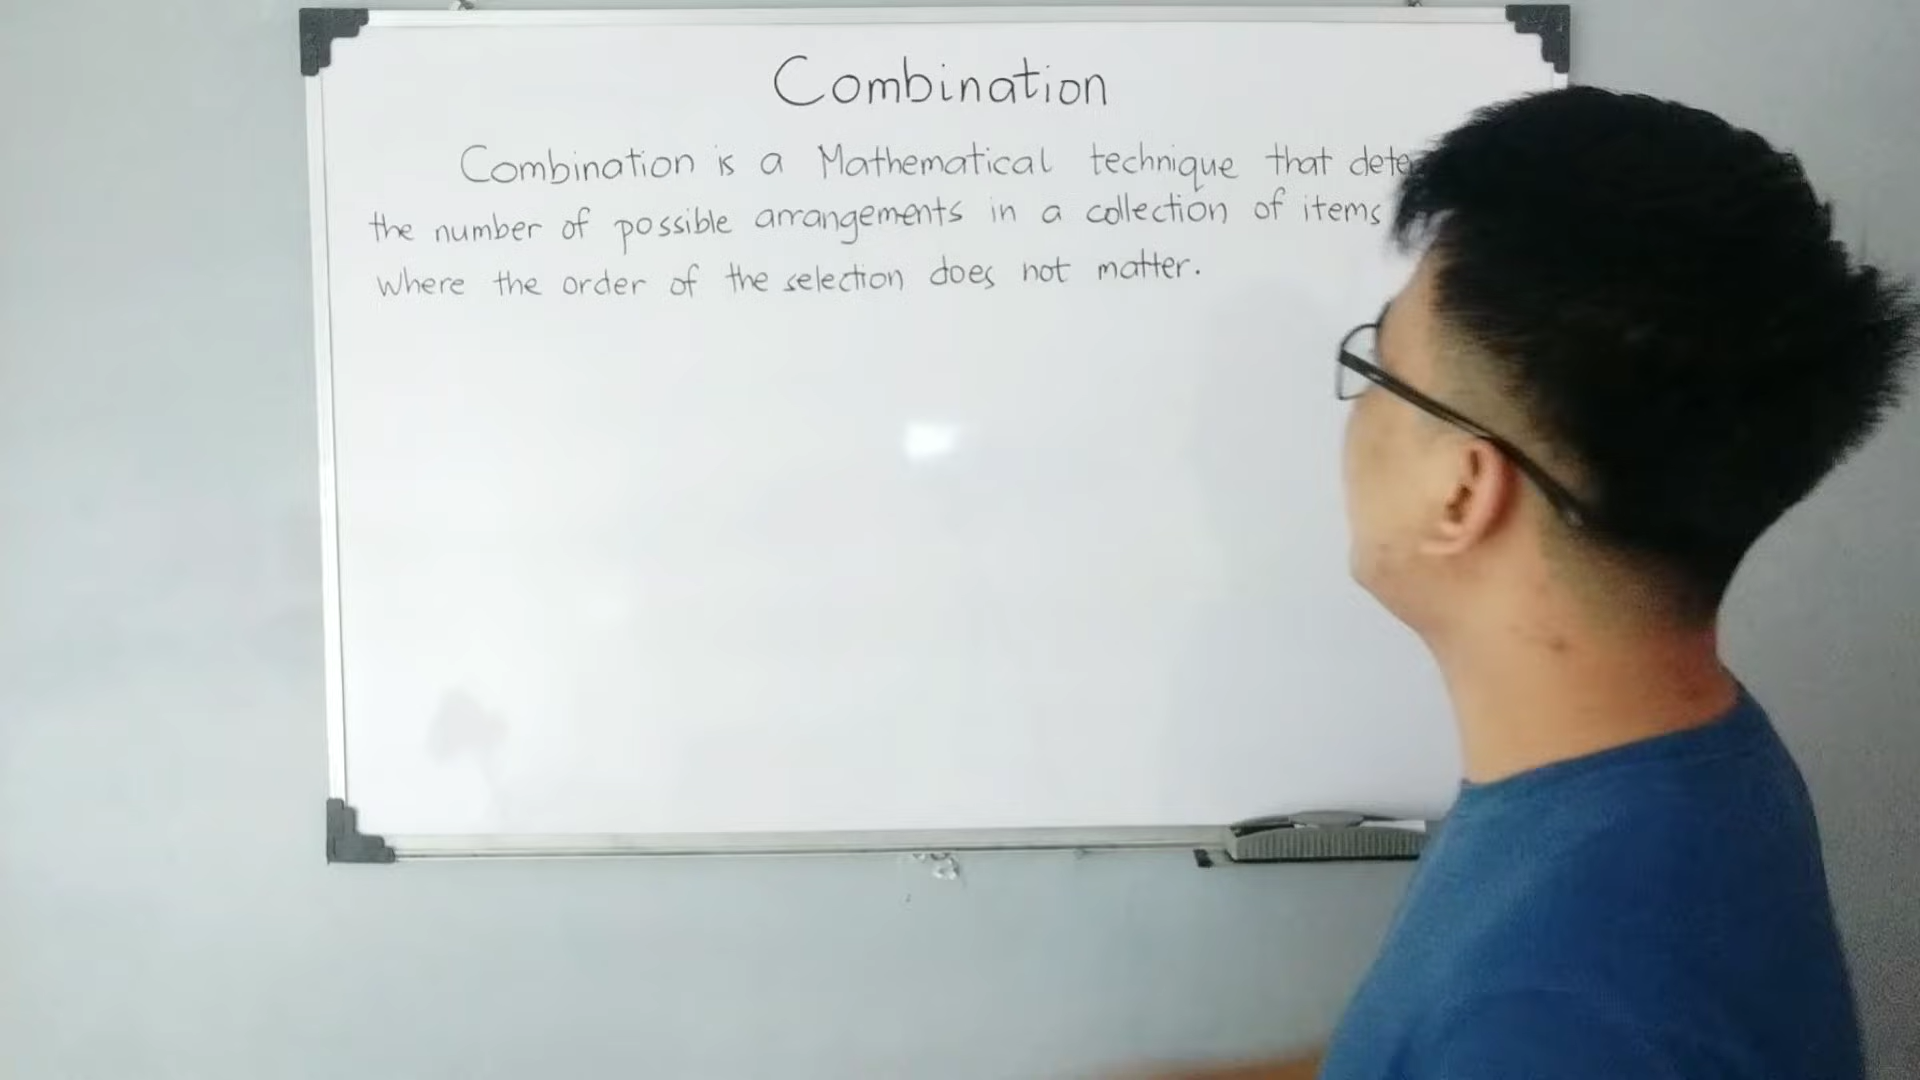 Combination
Combination is a Mathematical technique that
the number of possible arrangements in a collection of items
where the order of the selection does not matter.